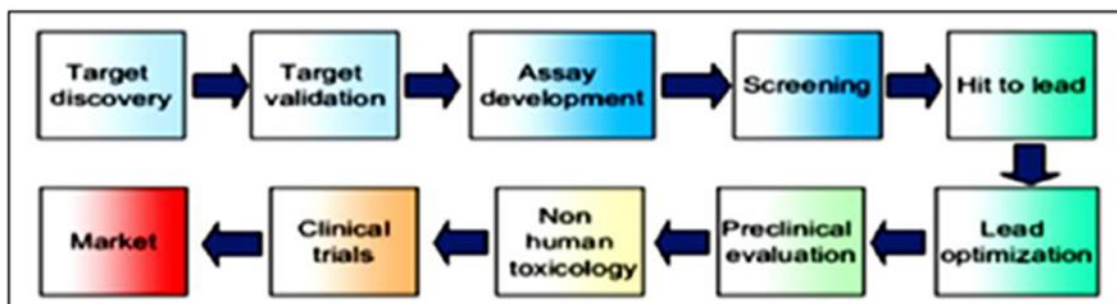 Target
discovery
Target
validation
Assay
development
Screening
Hit to lead
Lead
optimization
Preclinical
evaluation
Non
human
toxicology
Clinical
trials
Market